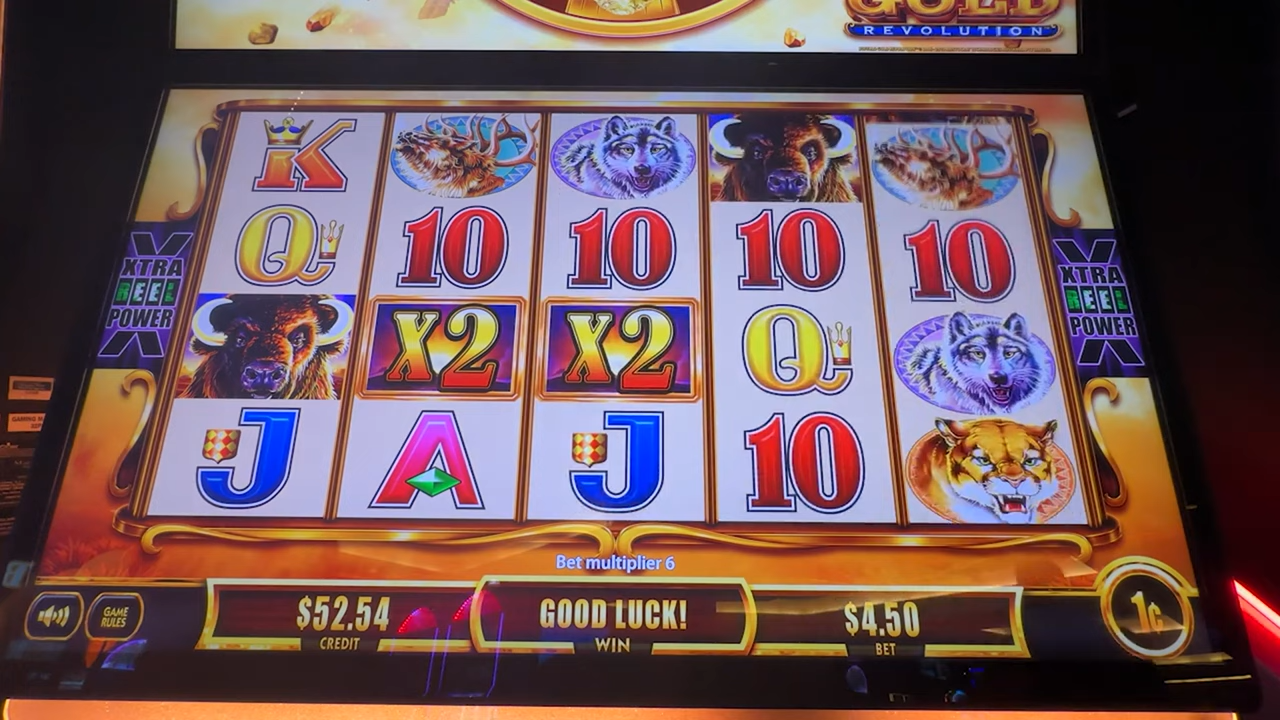 GOLD
REVOLUTION
K
Q 10 10 10 10
X2 X2 Q
J A J 10
XTRA
REEL
POWER
X
XTRA
REEL
POWER
X
Bet multiplier 6
GAME
RULES
$52.54
CREDIT
GOOD LUCK!
WIN
$4.50
BET
1¢